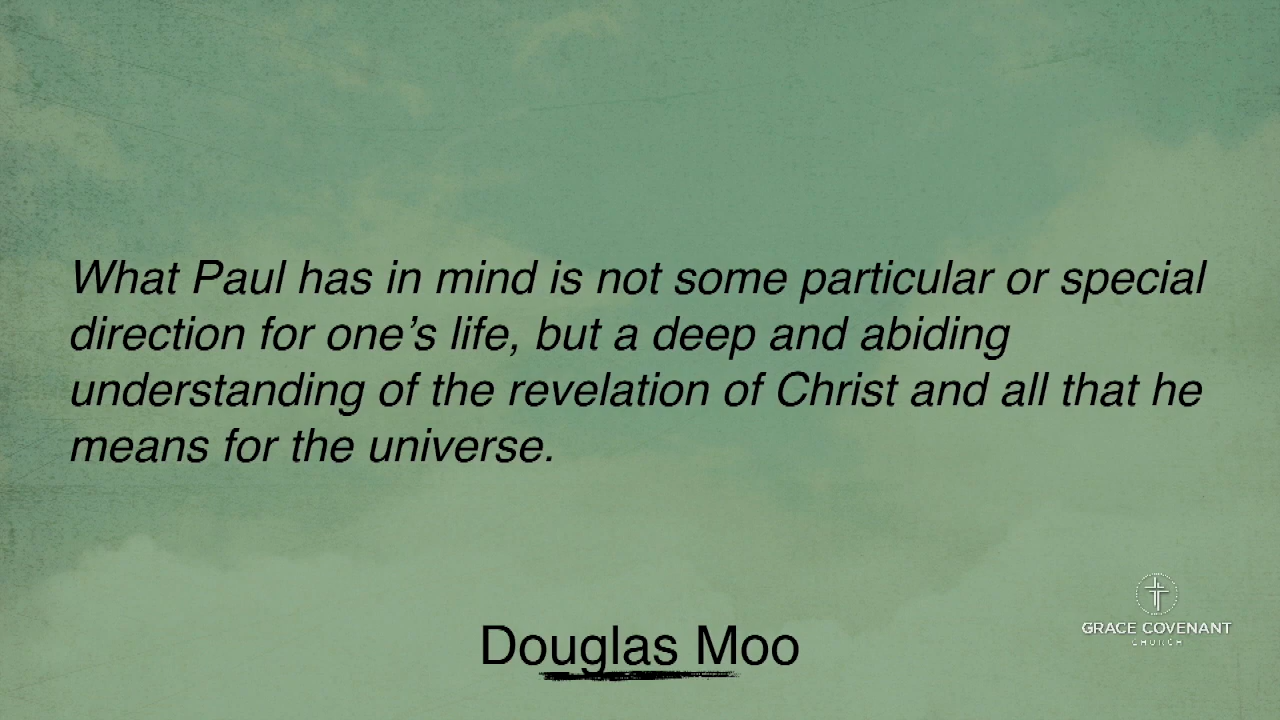 What Paul has in mind is not some particular or special
direction for one’s life, but a deep and abiding
understanding of the revelation of Christ and all that he
means for the universe.
Douglas Moo
GRACE COVENANT
CHURCH